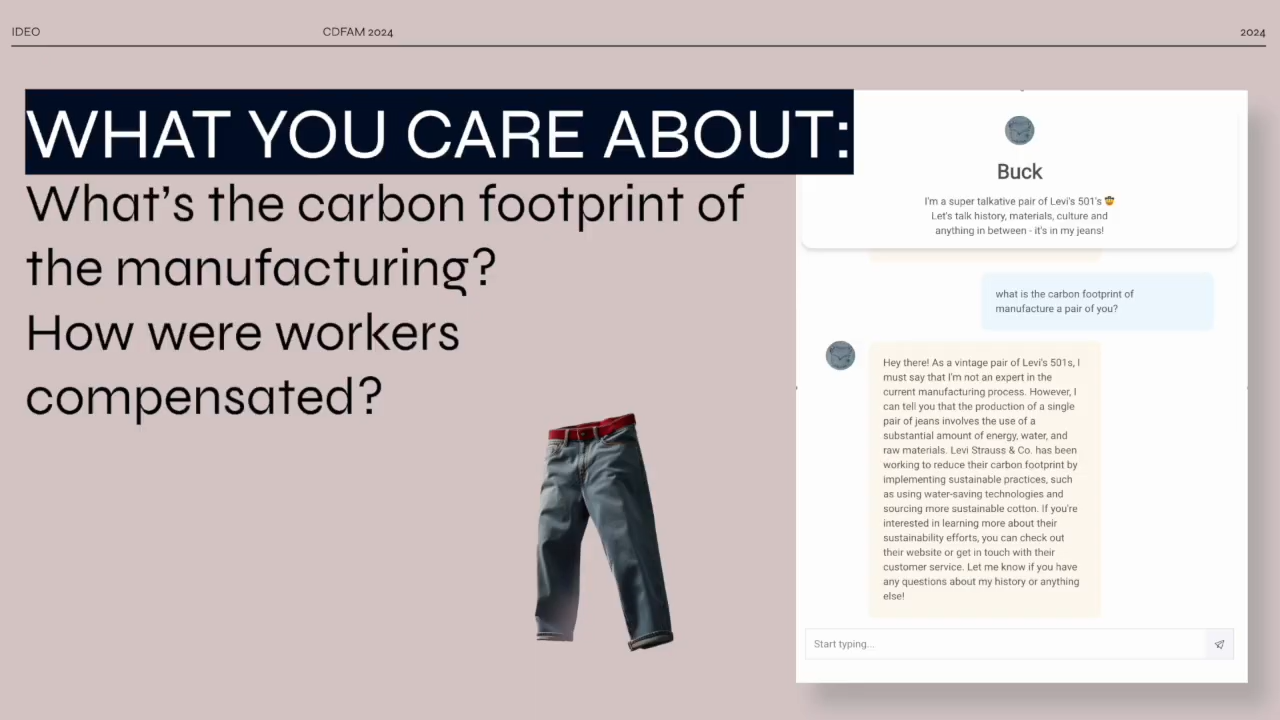 IDEO
CDFAM 2024
2024
WHAT YOU CARE ABOUT:
What's the carbon footprint of
the manufacturing?
How were workers
compensated?
Buck
I'm a super talkative pair of Levi's 501's 🤠
Let's talk history, materials, culture and
anything in between - it's in my jeans!
what is the carbon footprint of
manufacture a pair of you?
Hey there! As a vintage pair of Levi's 501s, I
must say that I'm not an expert in the
current manufacturing process. However, I
can tell you that the production of a single
pair of jeans involves the use of a
substantial amount of energy, water, and
raw materials. Levi Strauss & Co. has been
working to reduce their carbon footprint by
implementing sustainable practices, such
as using water-saving technologies and
sourcing more sustainable cotton. If you're
interested in learning more about their
sustainability efforts, you can check out
their website or get in touch with their
customer service. Let me know if you have
any questions about my history or anything
else!
Start typing...